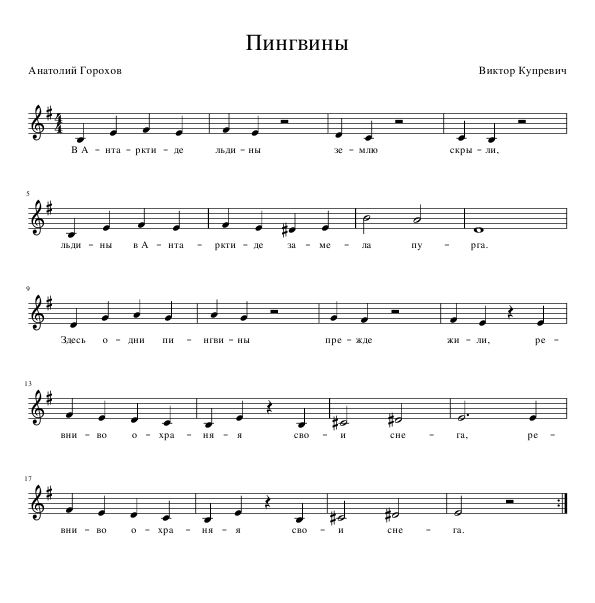 Пингвины
Анатолий Горохов
Виктор Купревич
В А – нта – ркти – де льди – ны зе – млю скры – ли,
5
льди – ны в А – нта – ркти – де за – ме – ла пу – рга.
9
Здесь о – дни пи – нгви – ны пре – жде жи – ли, ре –
13
вни – во о – хра – ня – я сво – и сне – га, ре –
17
вни – во о – хра – ня – я сво – и сне – га.